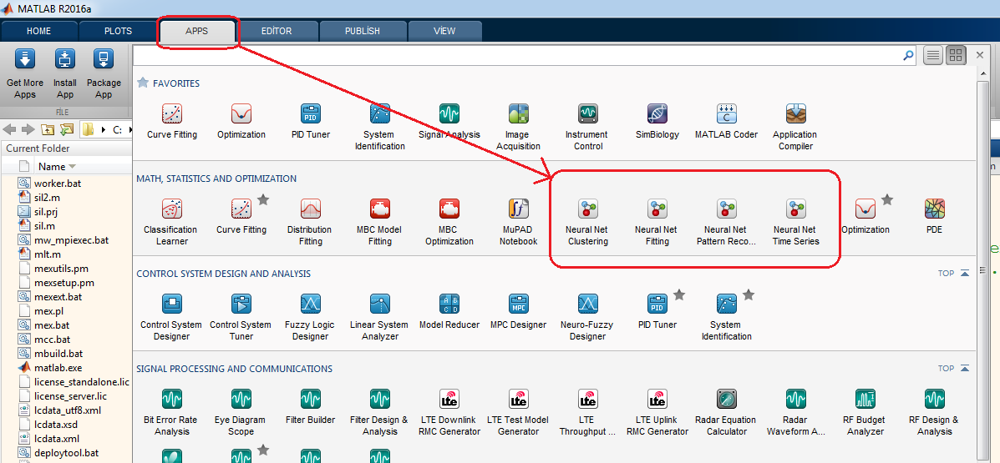 MATLAB R2016a
HOME PLOTS APPS EDİTOR PUBLİSH VİEW
Get More Apps
Install App
Package App
FİLE
C:
Current Folder
Name
worker.bat
sil2.m
sil.prj
sil.m
mw_mpiexec.bat
mlt.m
mexutils.pm
mexsetup.pm
mexext.bat
mex.pl
mex.bat
mcc.bat
mbuild.bat
matlab.exe
license_standalone.lic
license_server.lic
lcdata_utf8.xml
lcdata.xsd
lcdata.xml
deploytool.bat
FAVORITES
Curve Fitting
Optimization
PID Tuner
System Identification
Signal Analysis
Image Acquisition
Instrument Control
SimBiology
MATLAB Coder
Application Compiler
MATH, STATISTICS AND OPTIMIZATION
Classification Learner
Curve Fitting
Distribution Fitting
MBC Model Fitting
MBC Optimization
MuPAD Notebook
Neural Net Clustering
Neural Net Fitting
Neural Net Pattern Reco...
Neural Net Time Series
Optimization
PDE
CONTROL SYSTEM DESIGN AND ANALYSIS
TOP
Control System Designer
Control System Tuner
Fuzzy Logic Designer
Linear System Analyzer
Model Reducer
MPC Designer
Neuro-Fuzzy Designer
PID Tuner
System Identification
SIGNAL PROCESSING AND COMMUNICATIONS
TOP
Bit Error Rate Analysis
Eye Diagram Scope
Filter Builder
Filter Design & Analysis
LTE Downlink RMC Generator
LTE Test Model Generator
LTE Throughput ...
LTE Uplink RMC Generator
Radar Equation Calculator
Radar Waveform A...
RF Budget Analyzer
RF Design & Analysis